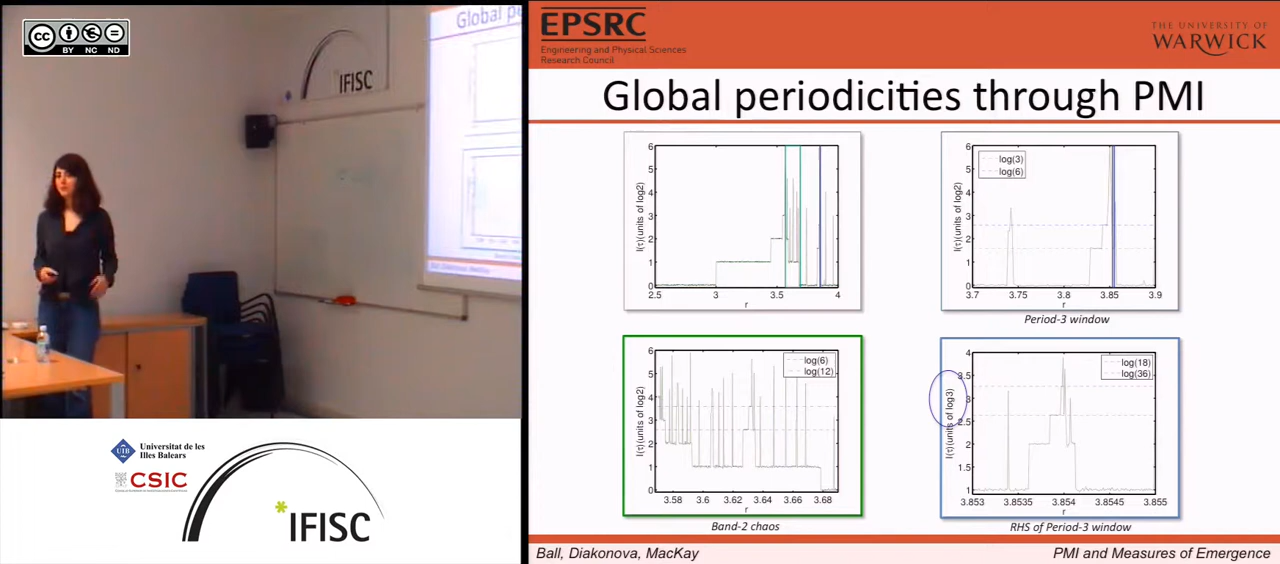 cc
BY NC ND
IFISC
Global p
EPSRC
Engineering and Physical Sciences
Research Council
THE UNIVERSITY OF
WARWICK
Global periodicities through PMI
I(τ)(units of log2)
6
5
4
3
2
1
0
2.5 3 3.5 4
r
I(τ)(units of log2)
6
5
4
3
2
1
0
log(3)
log(6)
3.7 3.75 3.8 3.85 3.9
r
Period-3 window
I(τ)(units of log2)
6
5
4
3
2
1
0
log(6)
log(12)
3.58 3.6 3.62 3.64 3.66 3.68
r
Band-2 chaos
I(τ)(units of log3)
4
3.5
3
2.5
2
1.5
1
log(18)
log(36)
3.853 3.8535 3.854 3.8545 3.855
r
RHS of Period-3 window
Universitat de les
Illes Balears
UIB
CSIC
IFISC
Ball, Diakonova, MacKay
PMI and Measures of Emergence